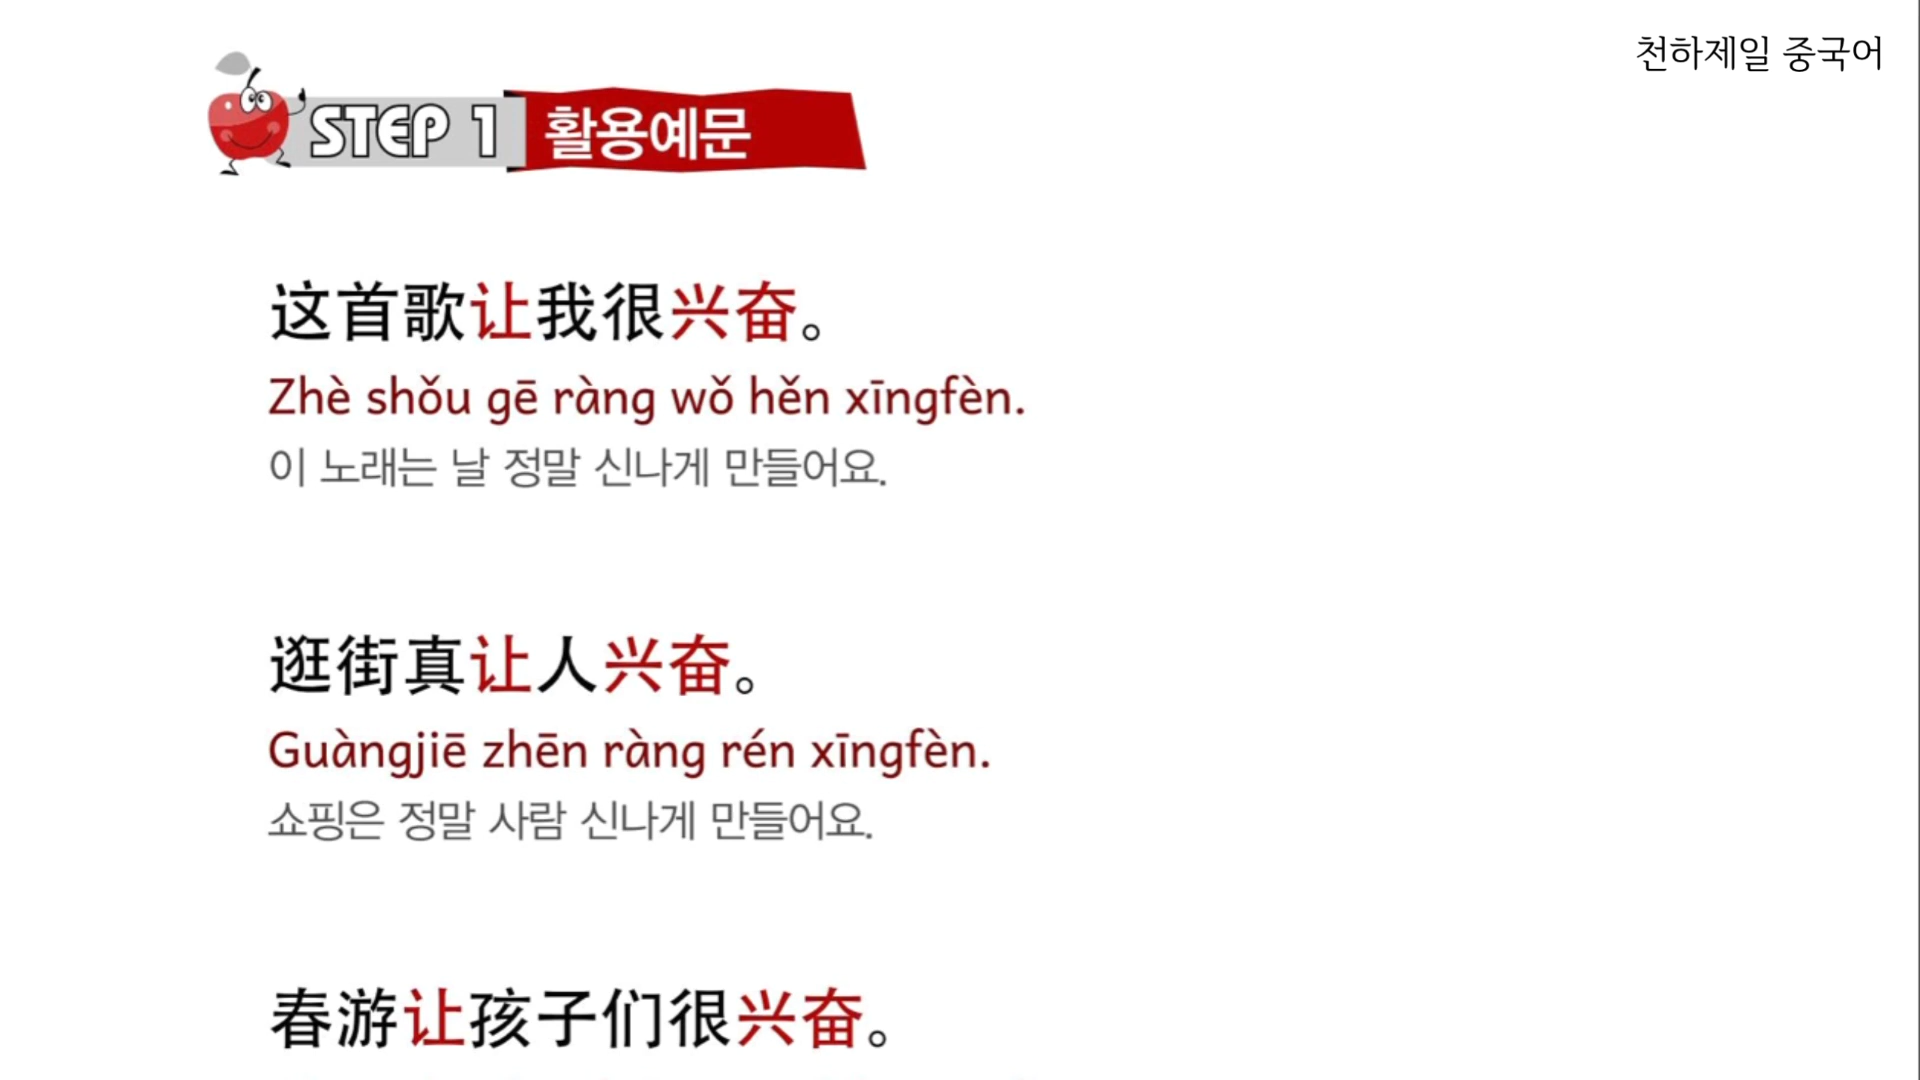 천하제일 중국어
STEP 1 활용예문
这首歌让我很兴奋。
Zhè shǒu gē ràng wǒ hěn xīngfèn.
이 노래는 날 정말 신나게 만들어요.
逛街真让人兴奋。
Guàngjiē zhēn ràng rén xīngfèn.
쇼핑은 정말 사람 신나게 만들어요.
春游让孩子们很兴奋。